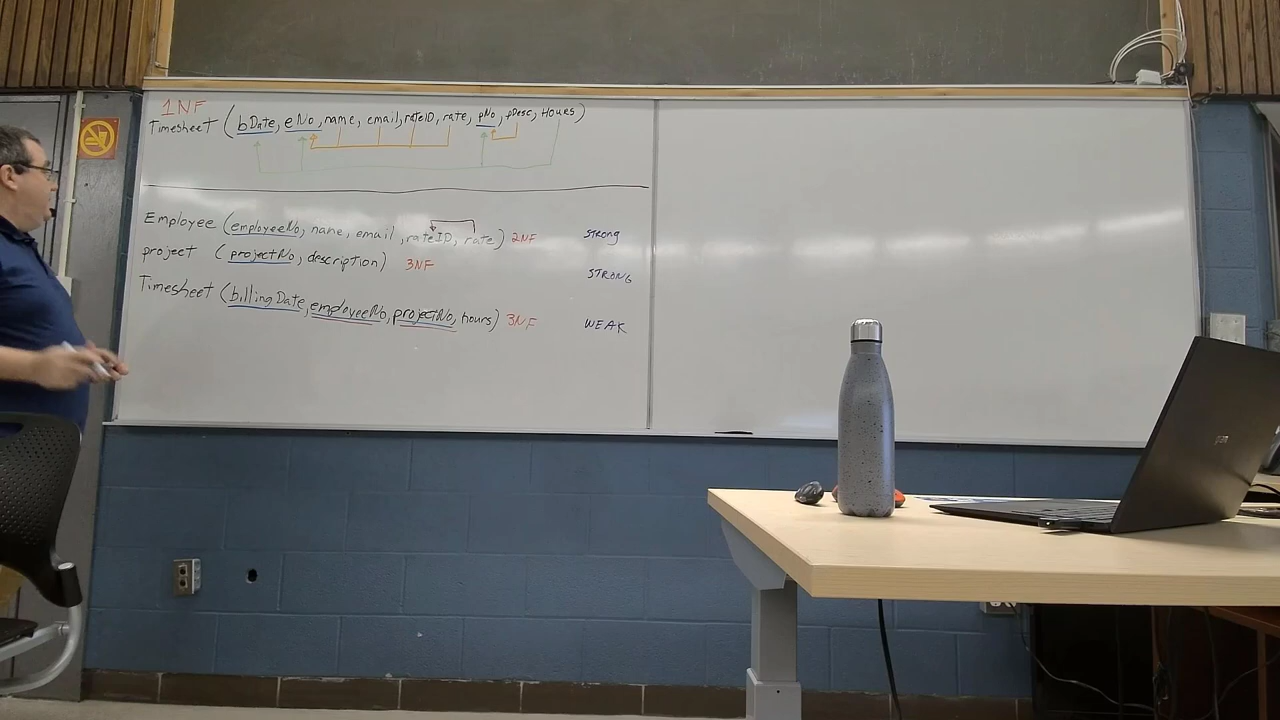 1NF
Timesheet (bDate, eNo, name, email, rateID, rate, pNo, pDesc, Hours)
Employee (employeeNo, name, email, rateID, rate) 2NF STRONG
project (projectNo, description) 3NF STRONG
Timesheet (billingDate, employeeNo, projectNo, hours) 3NF WEAK